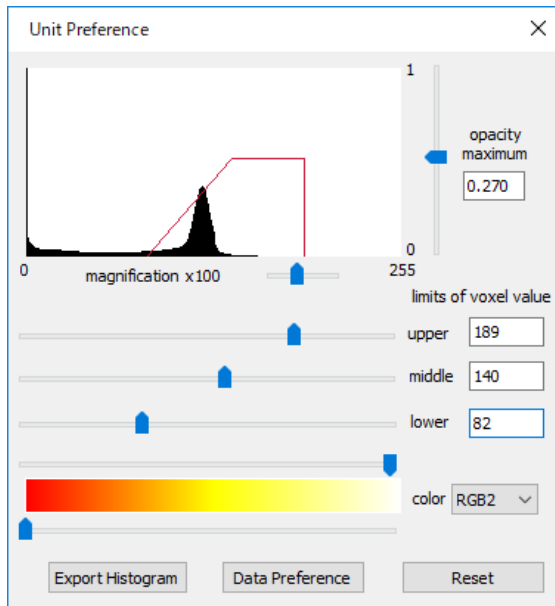 Unit Preference
1
opacity
maximum
0.270
0
0
magnification x100
255
limits of voxel value
upper 189
middle 140
lower 82
color RGB2
Export Histogram Data Preference Reset